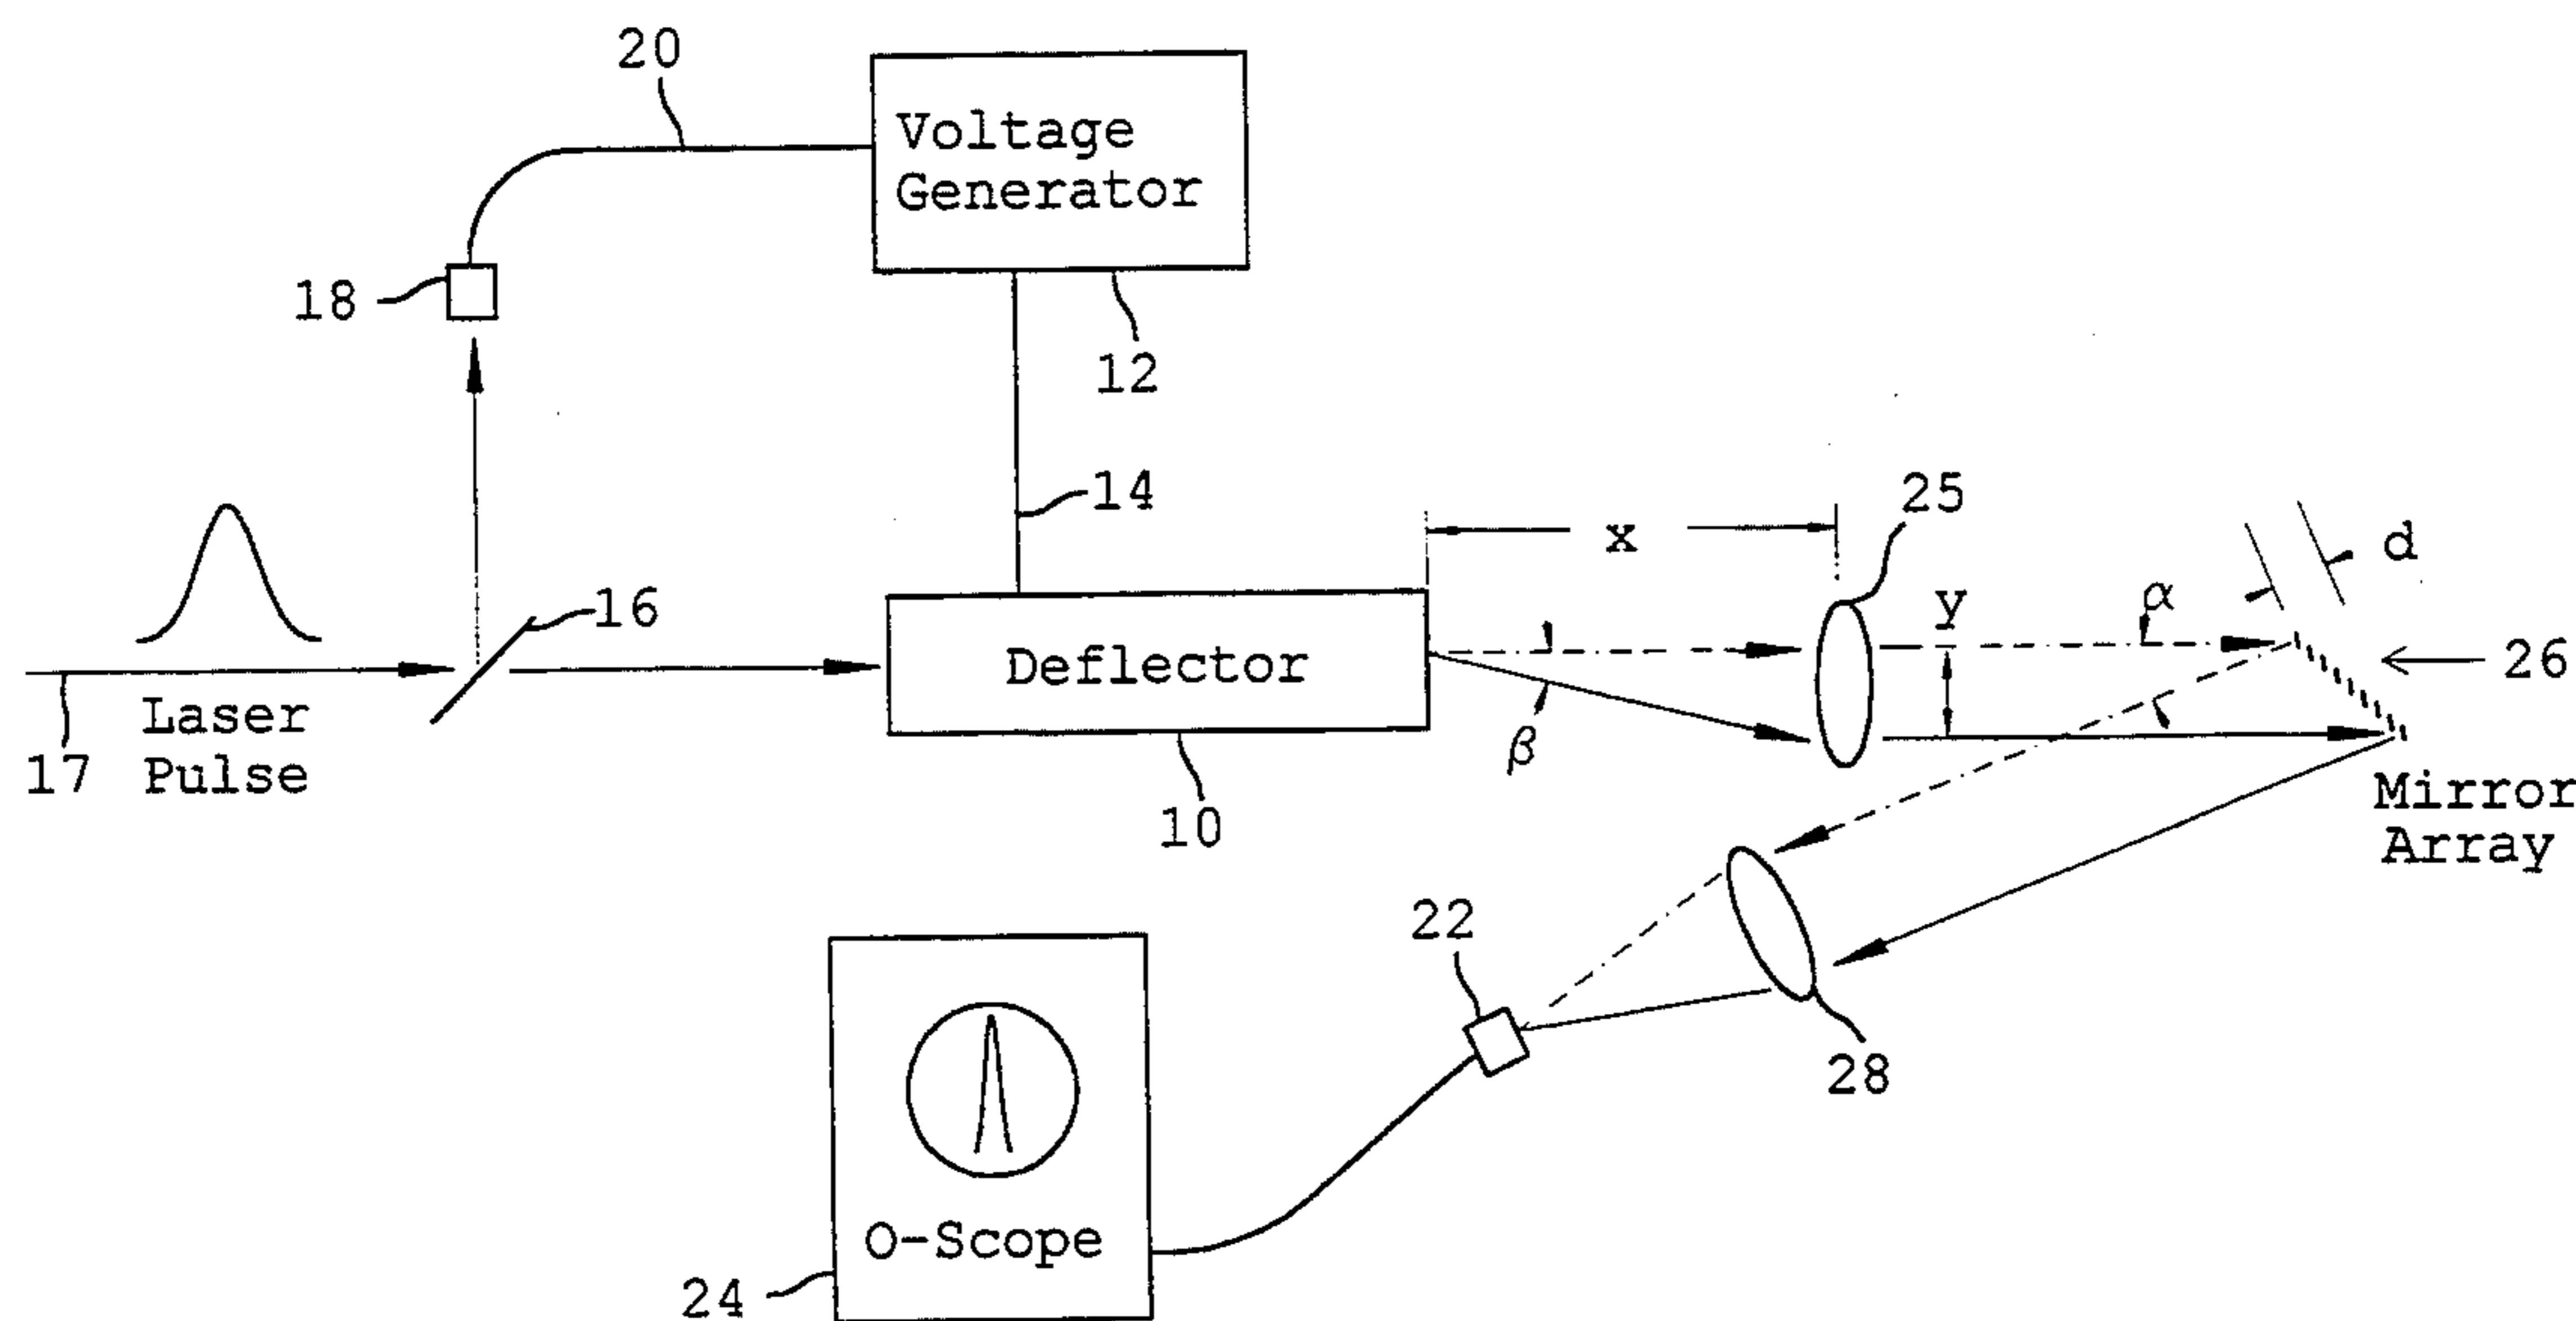 20
Voltage
Generator
18
12
14
25
x
d
y
α
16
Deflector
26
Laser
Pulse
17
β
10
Mirror
Array
22
28
O-Scope
24